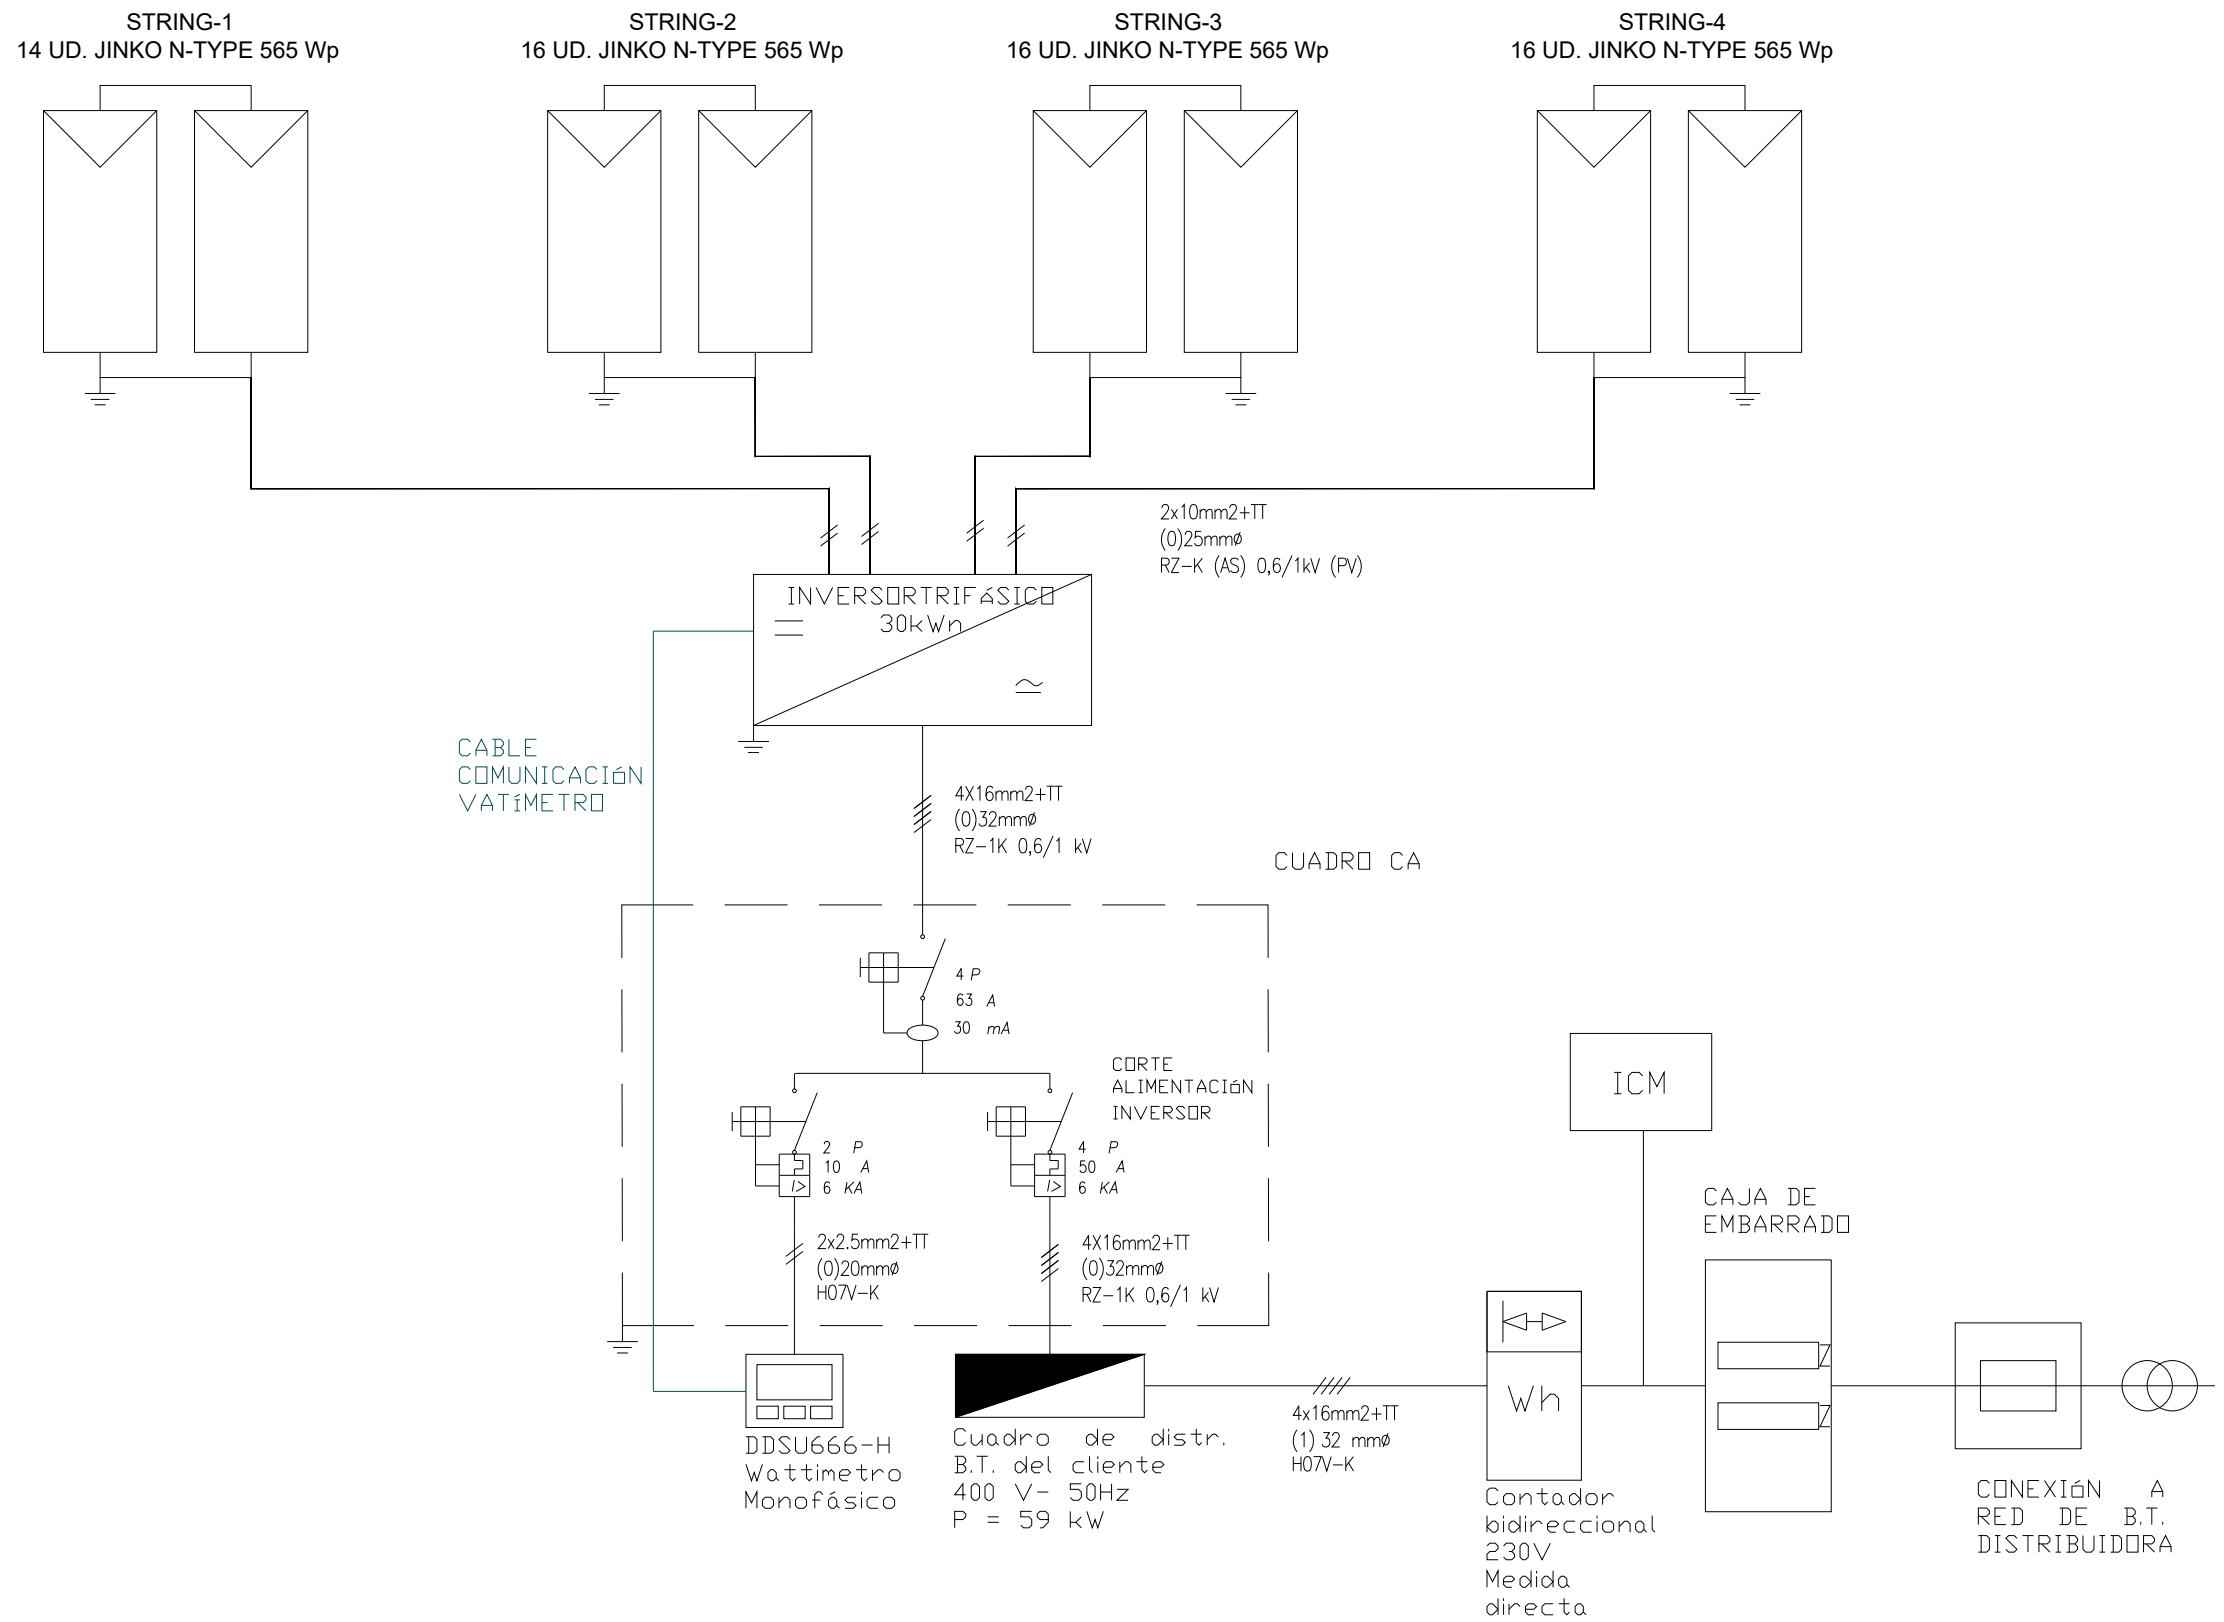 STRING-1
14 UD. JINKO N-TYPE 565 Wp
STRING-2
16 UD. JINKO N-TYPE 565 Wp
STRING-3
16 UD. JINKO N-TYPE 565 Wp
STRING-4
16 UD. JINKO N-TYPE 565 Wp
2x10mm2+TT
(0)25mmø
RZ-K (AS) 0,6/1kV (PV)
INVERSORTRIFáSICO
30kWn
CABLE
COMUNICACIóN
VATíMETRO
4X16mm2+TT
(0)32mmø
RZ-1K 0,6/1 kV
CUADRO CA
4 P
63 A
30 mA
CORTE
ALIMENTACIóN
INVERSOR
2 P
10 A
I> 6 KA
4 P
50 A
I> 6 KA
2x2.5mm2+TT
(0)20mmø
H07V-K
4X16mm2+TT
(0)32mmø
RZ-1K 0,6/1 kV
ICM
CAJA DE
EMBARRADO
Wh
4x16mm2+TT
(1) 32 mmø
H07V-K
DDSU666-H
Wattimetro
Monofásico
Cuadro de distr.
B.T. del cliente
400 V- 50Hz
P = 59 kW
Contador
bidireccional
230V
Medida
directa
CONEXIóN A
RED DE B.T.
DISTRIBUIDORA